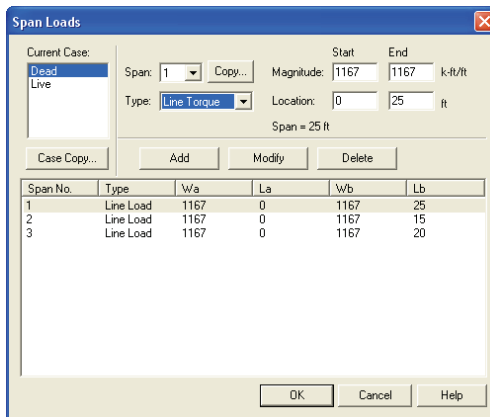 Span Loads
Current Case:
Dead
Live
Case Copy...
Start End
Span: 1 Copy... Magnitude: 1167 1167 k-ft/ft
Type: Line Torque Location: 0 25 ft
Span = 25 ft
Add Modify Delete
Span No. Type Wa La Wb Lb
1 Line Load 1167 0 1167 25
2 Line Load 1167 0 1167 15
3 Line Load 1167 0 1167 20
OK Cancel Help